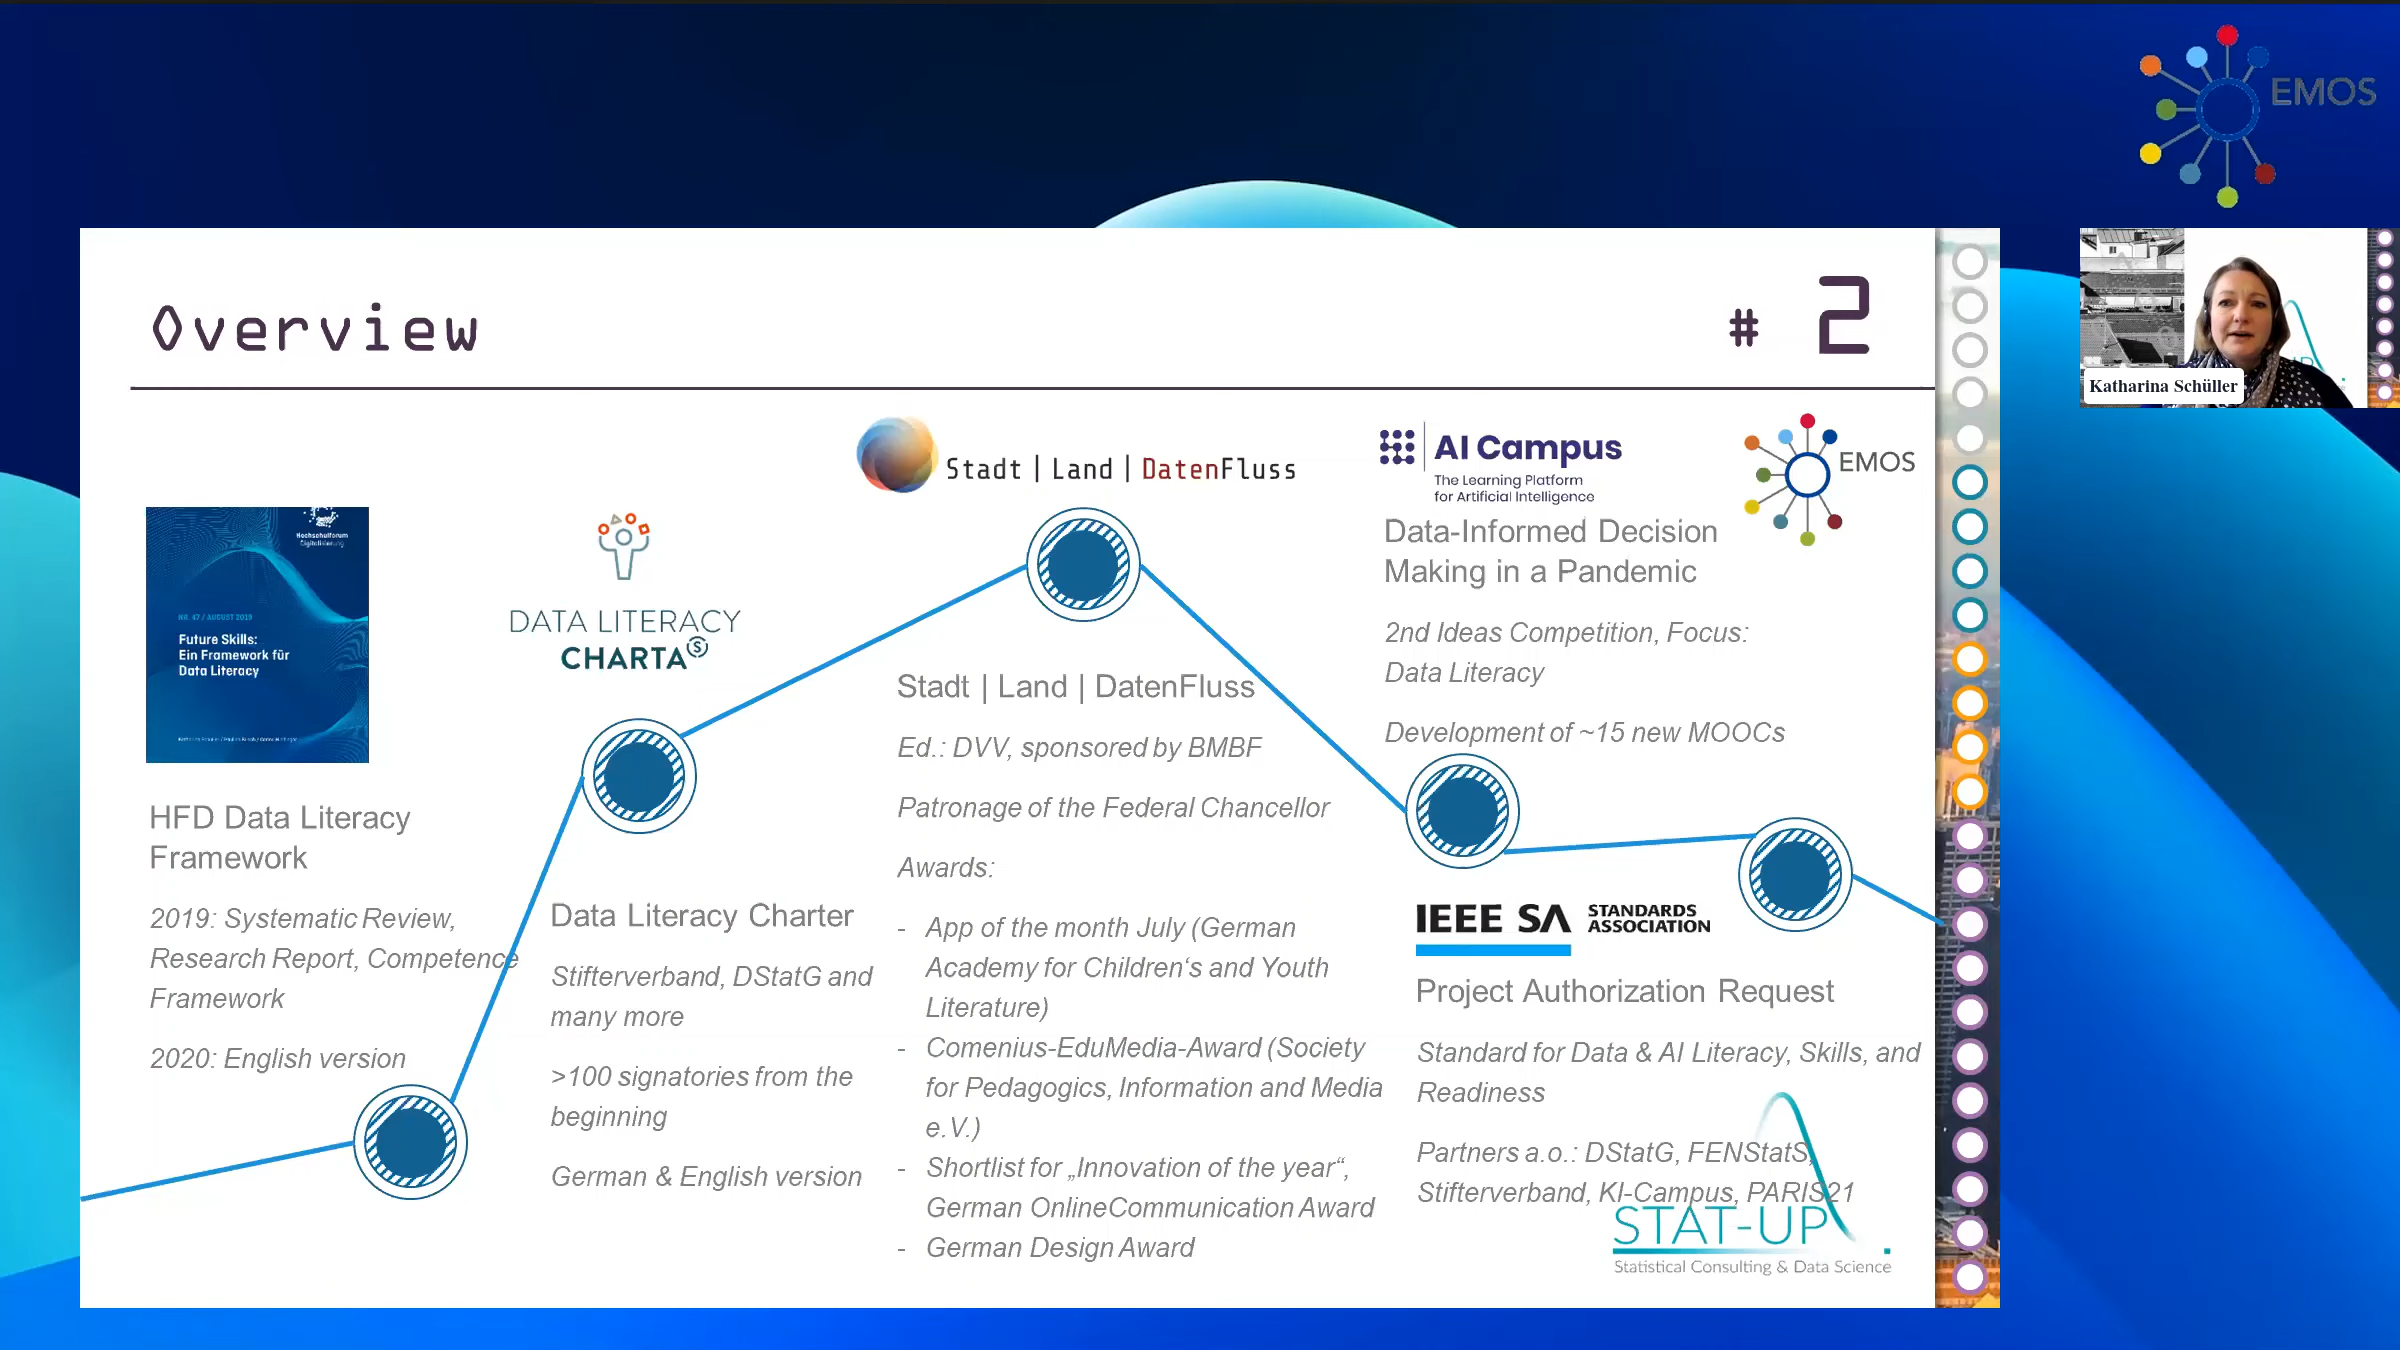 EMOS
Overview
# 2
Katharina Schüller
Hochschulforum
Digitalisierung
NR. 47 / AUGUST 2019
Future Skills:
Ein Framework für
Data Literacy
HFD Data Literacy
Framework
2019: Systematic Review,
Research Report, Competence
Framework
2020: English version
DATA LITERACY
CHARTA
S
Data Literacy Charter
Stifterverband, DStatG and
many more
>100 signatories from the
beginning
German & English version
Stadt | Land | DatenFluss
Stadt | Land | DatenFluss
Ed.: DVV, sponsored by BMBF
Patronage of the Federal Chancellor
Awards:
- App of the month July (German
Academy for Children‘s and Youth
Literature)
- Comenius-EduMedia-Award (Society
for Pedagogics, Information and Media
e.V.)
- Shortlist for „Innovation of the year“,
German OnlineCommunication Award
- German Design Award
AI Campus
The Learning Platform
for Artificial Intelligence
EMOS
Data-Informed Decision
Making in a Pandemic
2nd Ideas Competition, Focus:
Data Literacy
Development of ~15 new MOOCs
IEEE SA STANDARDS
ASSOCIATION
Project Authorization Request
Standard for Data & AI Literacy, Skills, and
Readiness
Partners a.o.: DStatG, FENStatS,
Stifterverband, KI-Campus, PARIS21
STAT-UP
Statistical Consulting & Data Science